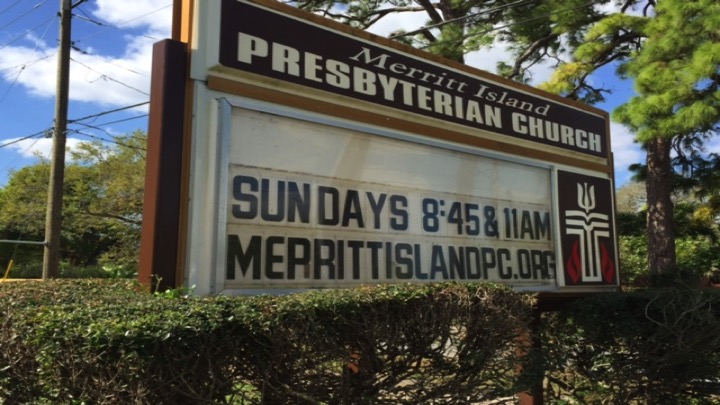 Merritt Island
PRESBYTERIAN CHURCH
SUNDAYS 8:45 & 11AM
MERRITTISLANDPC.ORG